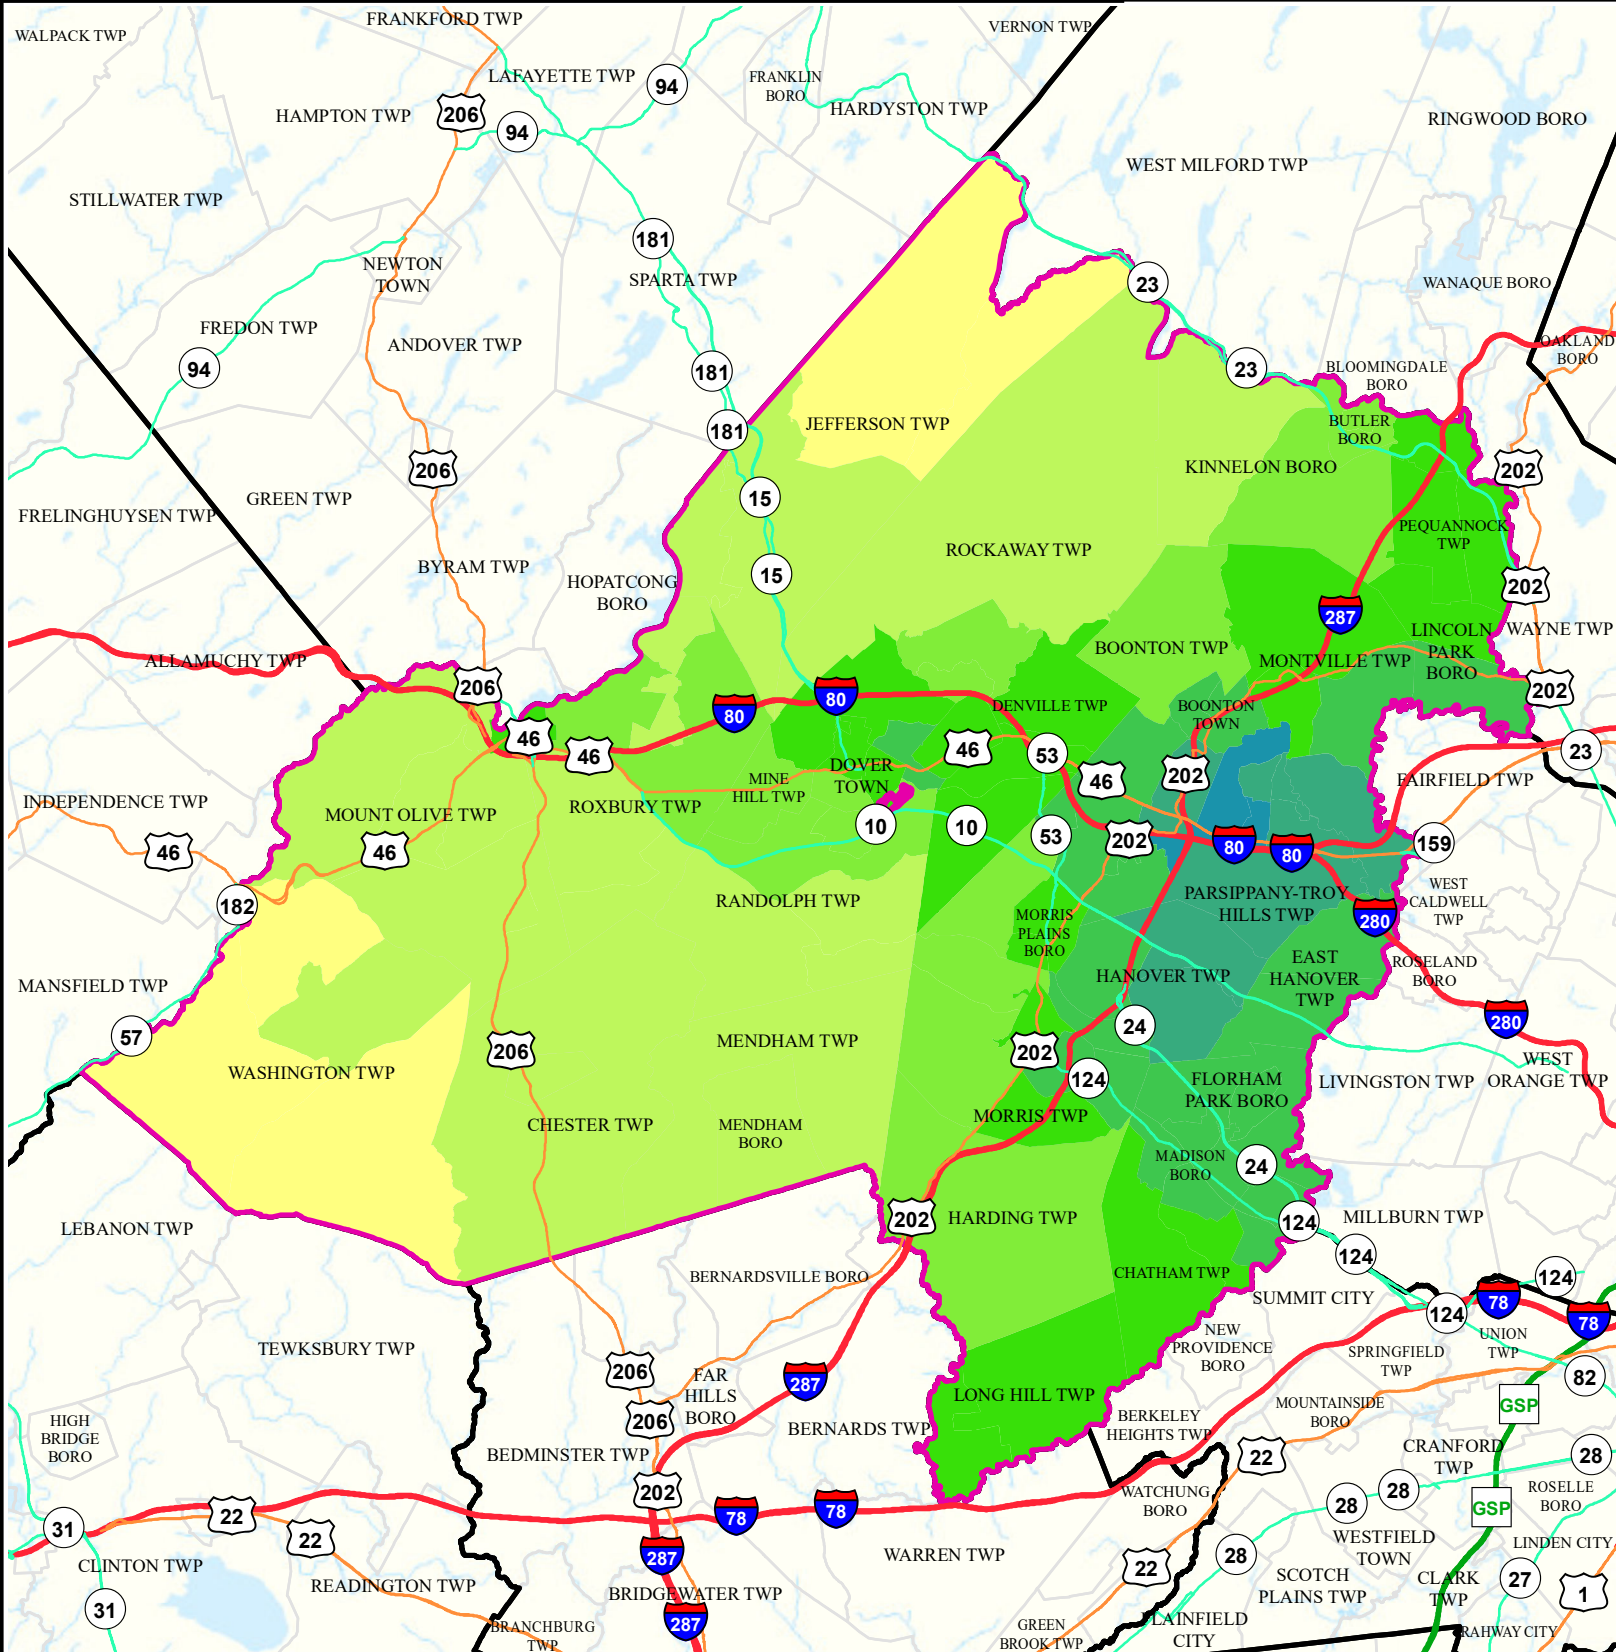 FRANKFORD TWP
WALPACK TWP
VERNON TWP
LAFAYETTE TWP
FRANKLIN
BORO
94
HARDYSTON TWP
HAMPTON TWP
206
94
RINGWOOD BORO
WEST MILFORD TWP
STILLWATER TWP
181
NEWTON
TOWN
SPARTA TWP
23
WANAQUE BORO
FREDON TWP
ANDOVER TWP
OAKLAND
BORO
94
181
23
BLOOMINGDALE
BORO
181
JEFFERSON TWP
BUTLER
BORO
206
KINNELON BORO
202
GREEN TWP
15
FRELINGHUYSEN TWP
PEQUANNOCK
TWP
ROCKAWAY TWP
BYRAM TWP
HOPATCONG
BORO
15
202
287
LINCOLN
PARK
BORO
WAYNE TWP
BOONTON TWP
ALLAMUCHY TWP
MONTVILLE TWP
206
80
80
202
DENVILLE TWP
BOONTON
TOWN
46
46
46
53
23
DOVER
TOWN
MINE
HILL TWP
46
202
FAIRFIELD TWP
INDEPENDENCE TWP
MOUNT OLIVE TWP
ROXBURY TWP
10
10
53
202
80
80
159
46
46
182
RANDOLPH TWP
PARSIPPANY-TROY
HILLS TWP
WEST
CALDWELL
TWP
280
MORRIS
PLAINS
BORO
EAST
HANOVER
TWP
ROSELAND
BORO
MANSFIELD TWP
HANOVER TWP
57
206
MENDHAM TWP
202
24
280
WASHINGTON TWP
124
FLORHAM
PARK BORO
LIVINGSTON TWP
WEST
ORANGE TWP
CHESTER TWP
MENDHAM
BORO
MORRIS TWP
MADISON
BORO
24
LEBANON TWP
202
HARDING TWP
124
MILLBURN TWP
124
BERNARDSVILLE BORO
CHATHAM TWP
SUMMIT CITY
124
78
124
78
TEWKSBURY TWP
NEW
PROVIDENCE
BORO
SPRINGFIELD
TWP
UNION
TWP
206
FAR
HILLS
BORO
287
LONG HILL TWP
82
206
MOUNTAINSIDE
BORO
GSP
HIGH
BRIDGE
BORO
BERNARDS TWP
BERKELEY
HEIGHTS TWP
BEDMINSTER TWP
22
CRANFORD
TWP
28
202
WATCHUNG
BORO
28
28
ROSELLE
BORO
GSP
31
22
22
78
78
WESTFIELD
TOWN
LINDEN CITY
CLINTON TWP
287
WARREN TWP
28
22
SCOTCH
PLAINS TWP
CLARK
TWP
27
1
READINGTON TWP
BRIDGEWATER TWP
31
287
BRANCHBURG
TWP
GREEN
BROOK TWP
PLAINFIELD
CITY
RAHWAY CITY